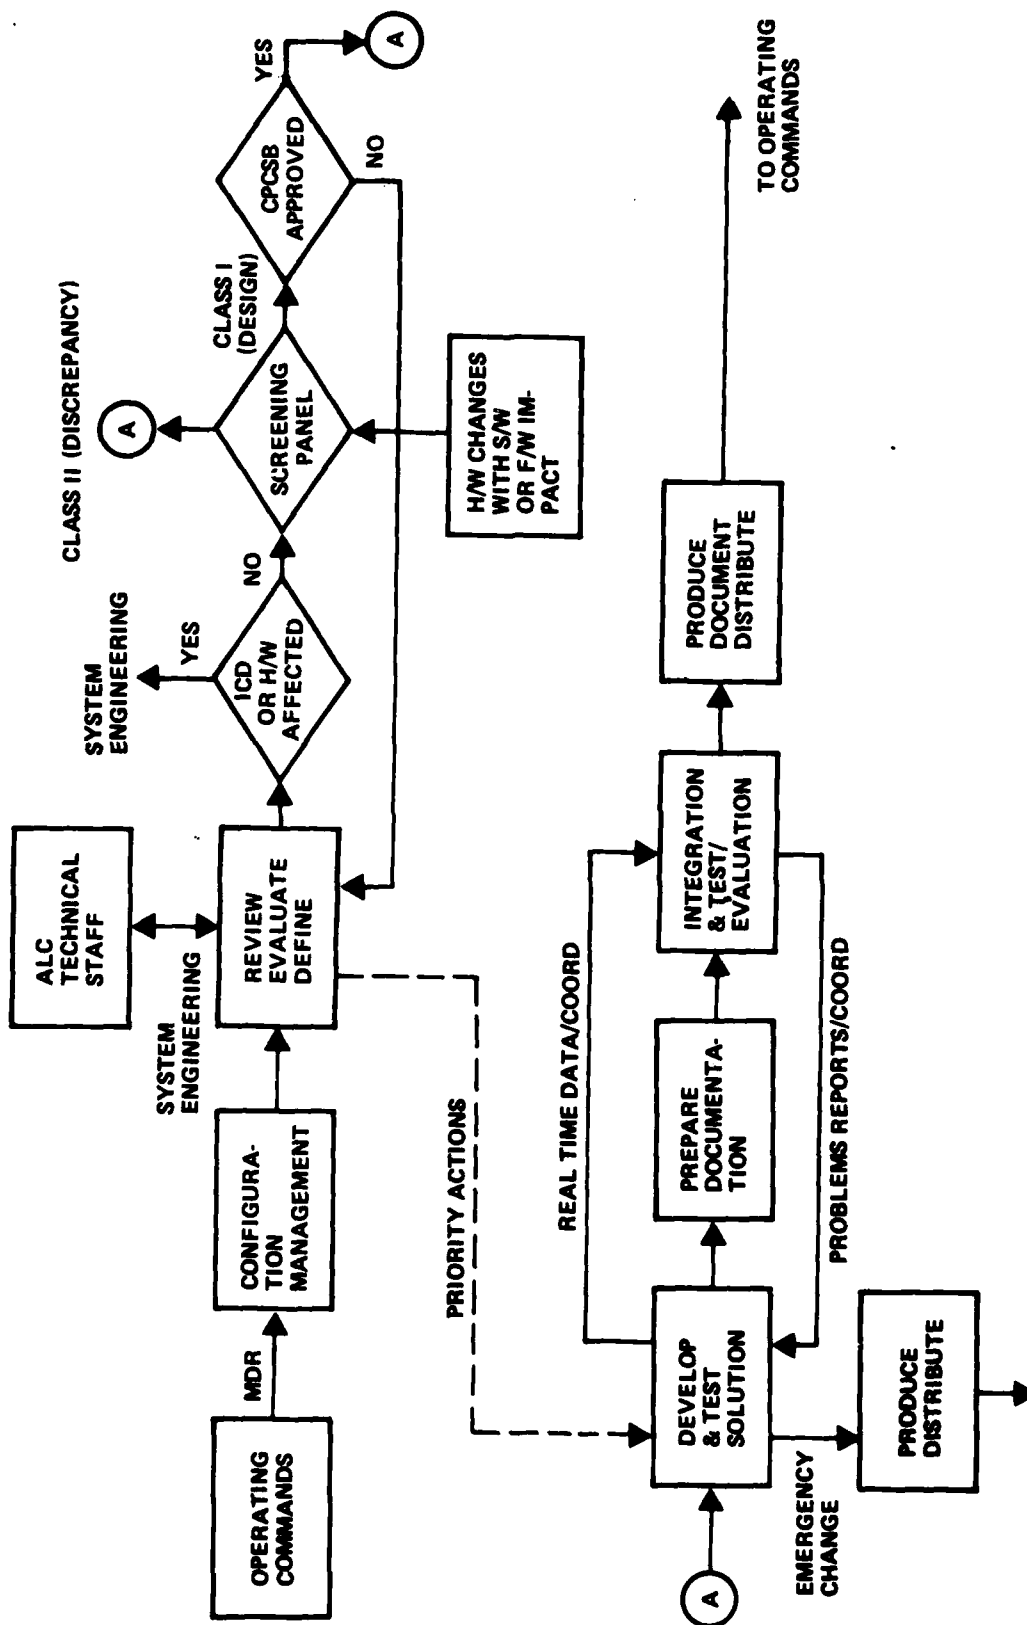 OPERATING
COMMANDS
MDR
CONFIGURA-
TION
MANAGEMENT
SYSTEM
ENGINEERING
ALC
TECHNICAL
STAFF
REVIEW
EVALUATE
DEFINE
SYSTEM
ENGINEERING
YES
ICD
OR H/W
AFFECTED
NO
CLASS II (DISCREPANCY)
A
SCREENING
PANEL
CLASS I
(DESIGN)
CPCSB
APPROVED
YES
A
NO
H/W CHANGES
WITH S/W
OR F/W IM-
PACT
PRIORITY ACTIONS
A
DEVELOP
& TEST
SOLUTION
EMERGENCY
CHANGE
PRODUCE
DISTRIBUTE
REAL TIME DATA/COORD
PREPARE
DOCUMENTA-
TION
PROBLEMS REPORTS/COORD
INTEGRATION
& TEST/
EVALUATION
PRODUCE
DOCUMENT
DISTRIBUTE
TO OPERATING
COMMANDS